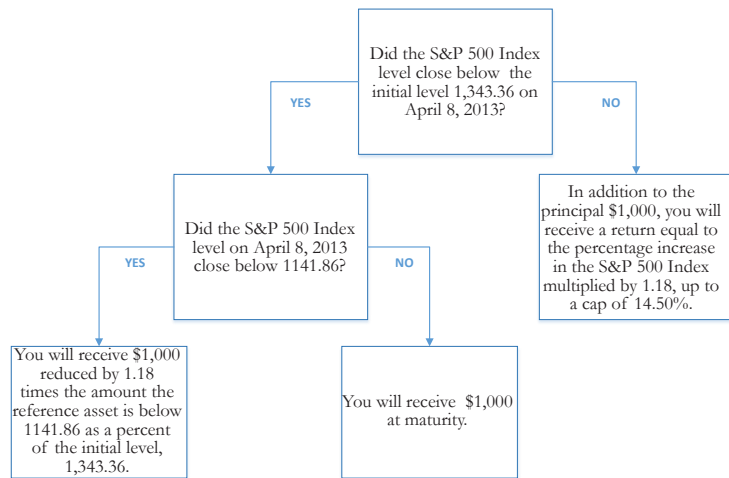 Did the S&P 500 Index
level close below the
initial level 1,343.36 on
April 8, 2013?
YES
NO
Did the S&P 500 Index
level on April 8, 2013
close below 1141.86?
In addition to the
principal $1,000, you will
receive a return equal to
the percentage increase
in the S&P 500 Index
multiplied by 1.18, up to
a cap of 14.50%.
YES
NO
You will receive $1,000
reduced by 1.18
times the amount the
reference asset is below
1141.86 as a percent
of the initial level,
1,343.36.
You will receive $1,000
at maturity.